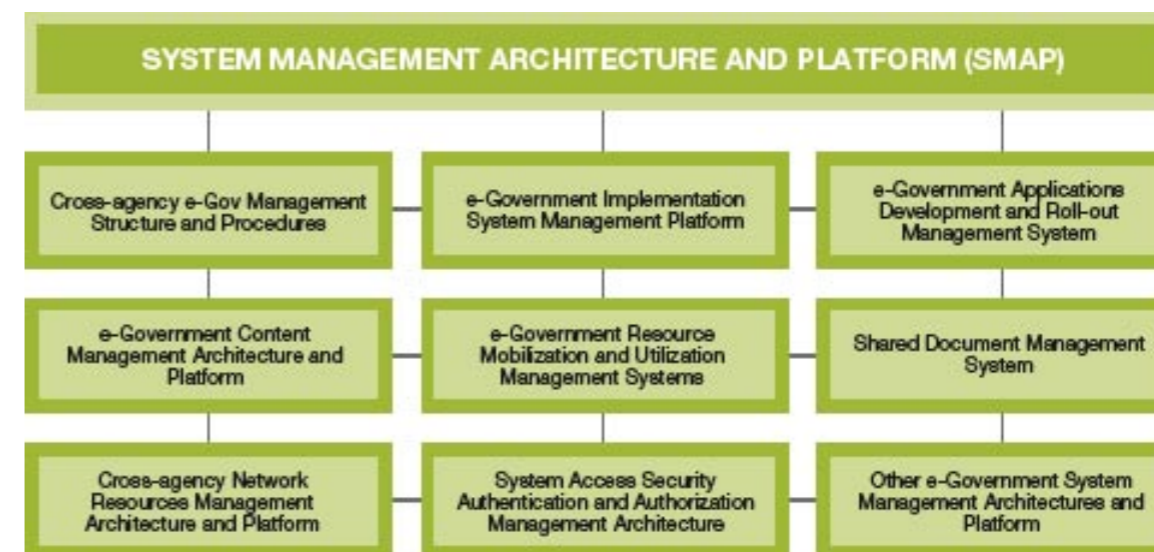 SYSTEM MANAGEMENT ARCHITECTURE AND PLATFORM (SMAP)
Cross-agency e-Gov Management
Structure and Procedures
e-Government Implementation
System Management Platform
e-Government Applications
Development and Roll-out
Management System
e-Government Content
Management Architecture and
Platform
e-Government Resource
Mobilization and Utilization
Management Systems
Shared Document Management
System
Cross-agency Network
Resources Management
Architecture and Platform
System Access Security
Authentication and Authorization
Management Architecture
Other e-Government System
Management Architectures and
Platform